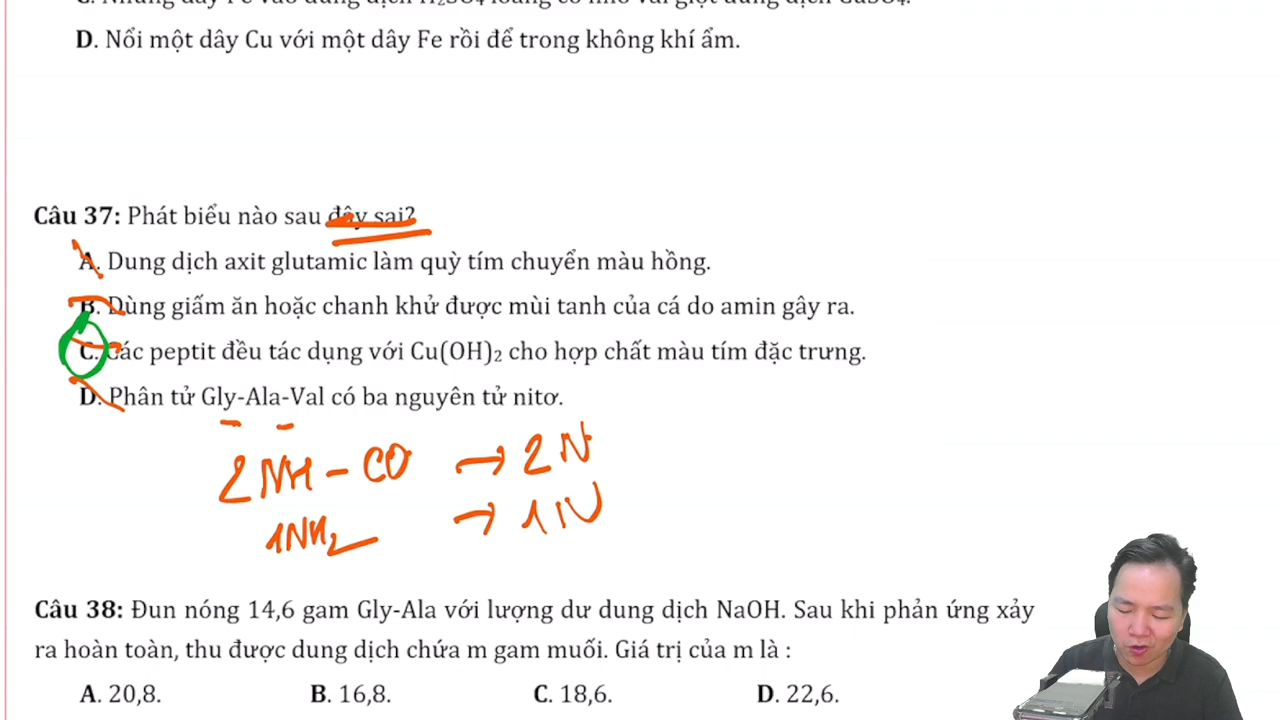 D. Nối một dây Cu với một dây Fe rồi để trong không khí ẩm.
Câu 37: Phát biểu nào sau đây sai?
A. Dung dịch axit glutamic làm quỳ tím chuyển màu hồng.
B. Dùng giấm ăn hoặc chanh khử được mùi tanh của cá do amin gây ra.
C. Các peptit đều tác dụng với Cu(OH)₂ cho hợp chất màu tím đặc trưng.
D. Phân tử Gly-Ala-Val có ba nguyên tử nitơ.
2NH-CO → 2N
1NH₂ → 1N
Câu 38: Đun nóng 14,6 gam Gly-Ala với lượng dư dung dịch NaOH. Sau khi phản ứng xảy
ra hoàn toàn, thu được dung dịch chứa m gam muối. Giá trị của m là :
A. 20,8. B. 16,8. C. 18,6. D. 22,6.